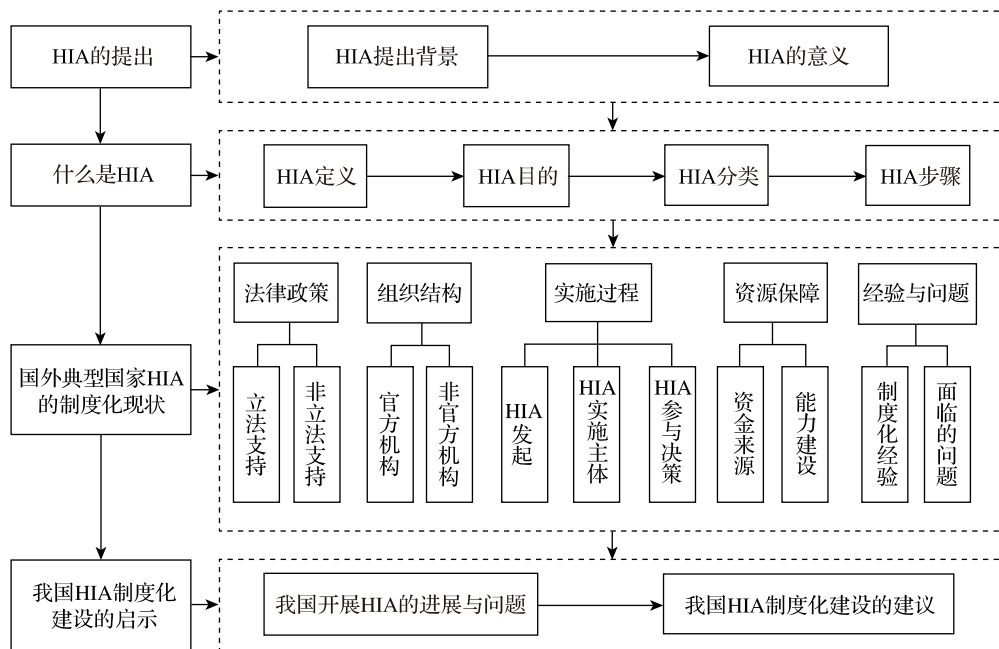 HIA的提出
HIA提出背景
HIA的意义
什么是HIA
HIA定义
HIA目的
HIA分类
HIA步骤
国外典型国家HIA
的制度化现状
法律政策
组织结构
实施过程
资源保障
经验与问题
立法支持
非立法支持
官方机构
非官方机构
HIA发起
HIA实施主体
HIA参与决策
资金来源
能力建设
制度化经验
面临的问题
我国HIA制度化
建设的启示
我国开展HIA的进展与问题
我国HIA制度化建设的建议